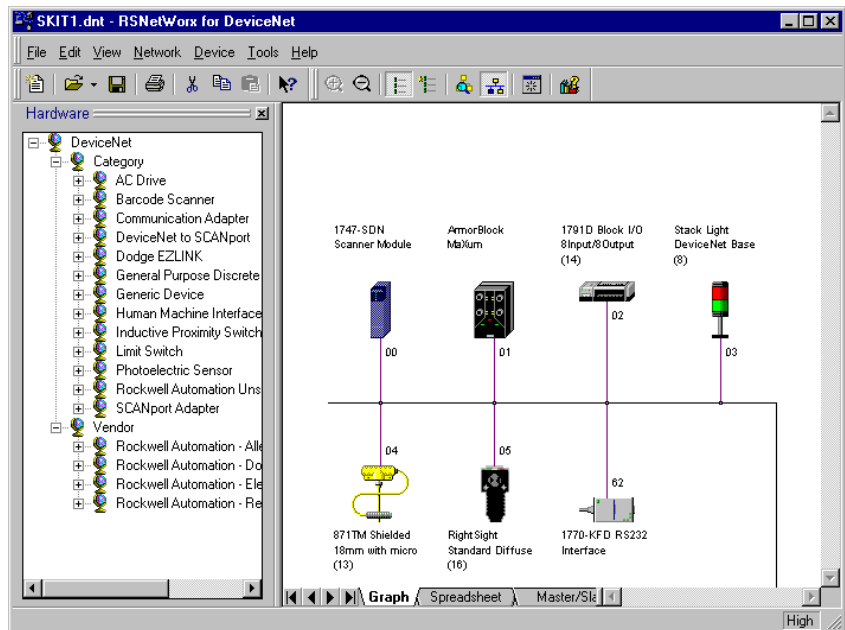 SKIT1.dnt - RSNetWorx for DeviceNet
File Edit View Network Device Tools Help
Hardware
DeviceNet
Category
AC Drive
Barcode Scanner
Communication Adapter
DeviceNet to SCANport
Dodge EZLINK
General Purpose Discrete
Generic Device
Human Machine Interface
Inductive Proximity Switch
Limit Switch
Photoelectric Sensor
Rockwell Automation Uns
SCANport Adapter
Vendor
Rockwell Automation - Alle
Rockwell Automation - Do
Rockwell Automation - Ele
Rockwell Automation - Re
1747-SDN
Scanner Module
ArmorBlock
MaXum
1791D Block I/O
8Input/8Output
(14)
Stack Light
DeviceNet Base
(8)
00
01
02
03
04
05
62
871TM Shielded
18mm with micro
(13)
RightSight
Standard Diffuse
(16)
1770-KFD RS232
Interface
Graph Spreadsheet Master/Sla
High